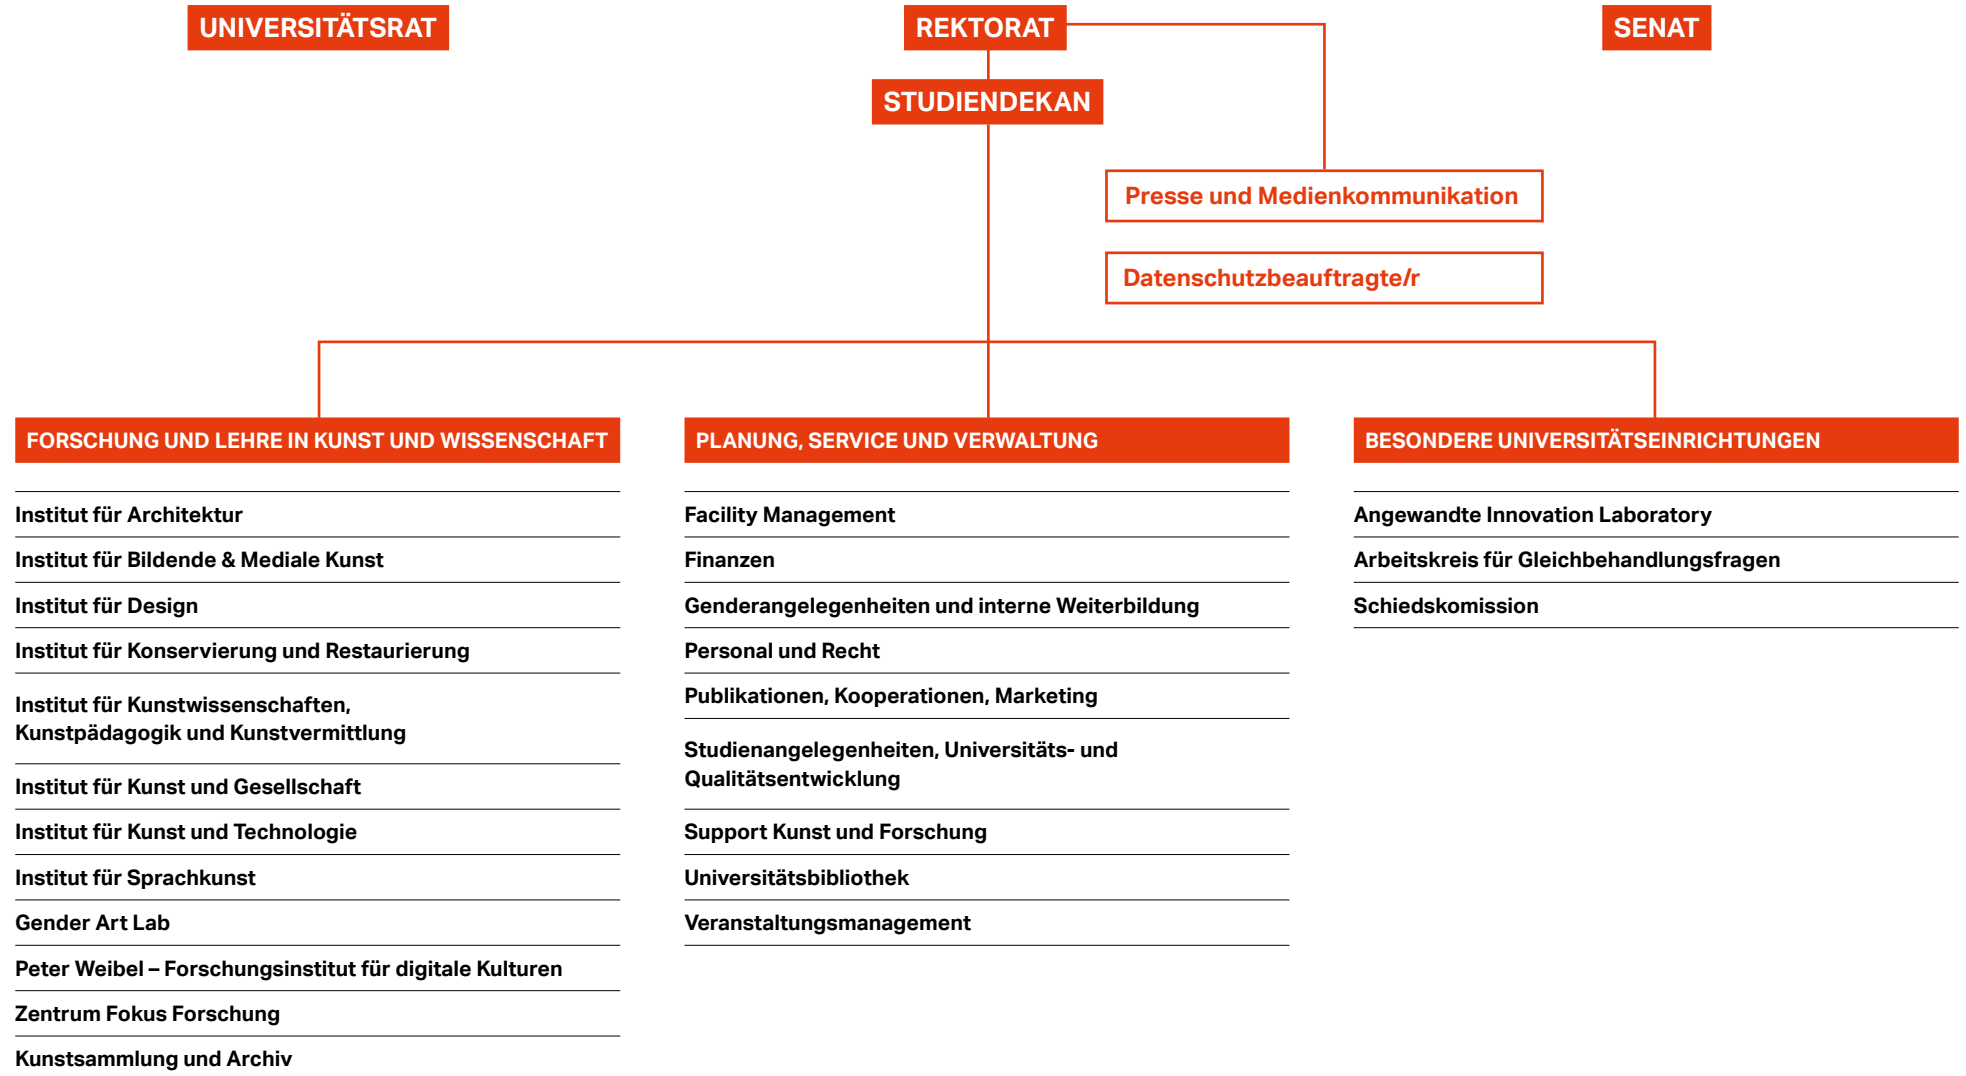 UNIVERSITÄTSRAT
REKTORAT
SENAT
STUDIENDEKAN
Presse und Medienkommunikation
Datenschutzbeauftragte/r
FORSCHUNG UND LEHRE IN KUNST UND WISSENSCHAFT
Institut für Architektur
Institut für Bildende & Mediale Kunst
Institut für Design
Institut für Konservierung und Restaurierung
Institut für Kunstwissenschaften,
Kunstpädagogik und Kunstvermittlung
Institut für Kunst und Gesellschaft
Institut für Kunst und Technologie
Institut für Sprachkunst
Gender Art Lab
Peter Weibel – Forschungsinstitut für digitale Kulturen
Zentrum Fokus Forschung
Kunstsammlung und Archiv
PLANUNG, SERVICE UND VERWALTUNG
Facility Management
Finanzen
Genderangelegenheiten und interne Weiterbildung
Personal und Recht
Publikationen, Kooperationen, Marketing
Studienangelegenheiten, Universitäts- und
Qualitätsentwicklung
Support Kunst und Forschung
Universitätsbibliothek
Veranstaltungsmanagement
BESONDERE UNIVERSITÄTSEINRICHTUNGEN
Angewandte Innovation Laboratory
Arbeitskreis für Gleichbehandlungsfragen
Schiedskomission